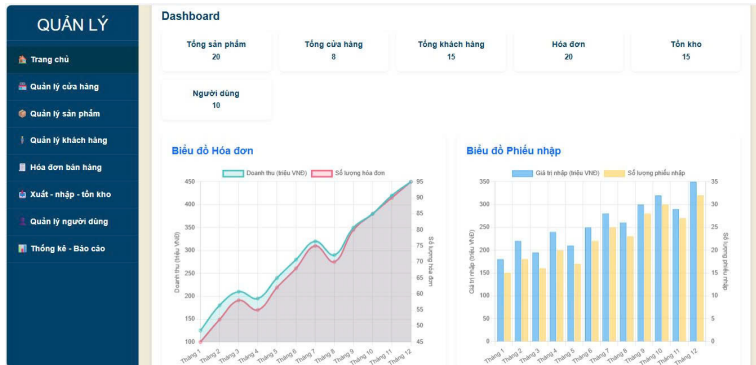 QUẢN LÝ
Trang chủ
Quản lý cửa hàng
Quản lý sản phẩm
Quản lý khách hàng
Hóa đơn bán hàng
Xuất - nhập - tồn kho
Quản lý người dùng
Thống kê - Báo cáo
Dashboard
Tổng sản phẩm
20
Tổng cửa hàng
8
Tổng khách hàng
15
Hóa đơn
20
Tồn kho
15
Người dùng
10
Biểu đồ Hóa đơn
Doanh thu (triệu VNĐ) Số lượng hóa đơn
450
400
350
300
250
200
150
100
Doanh thu (triệu VNĐ)
95
90
85
80
75
70
65
60
55
50
45
Số lượng hóa đơn
Tháng 1
Tháng 2
Tháng 3
Tháng 4
Tháng 5
Tháng 6
Tháng 7
Tháng 8
Tháng 9
Tháng 10
Tháng 11
Tháng 12
Biểu đồ Phiếu nhập
Giá trị nhập (triệu VNĐ) Số lượng phiếu nhập
350
300
250
200
150
100
50
0
Giá trị nhập (triệu VNĐ)
35
30
25
20
15
10
5
0
Số lượng phiếu nhập
Tháng 1
Tháng 2
Tháng 3
Tháng 4
Tháng 5
Tháng 6
Tháng 7
Tháng 8
Tháng 9
Tháng 10
Tháng 11
Tháng 12